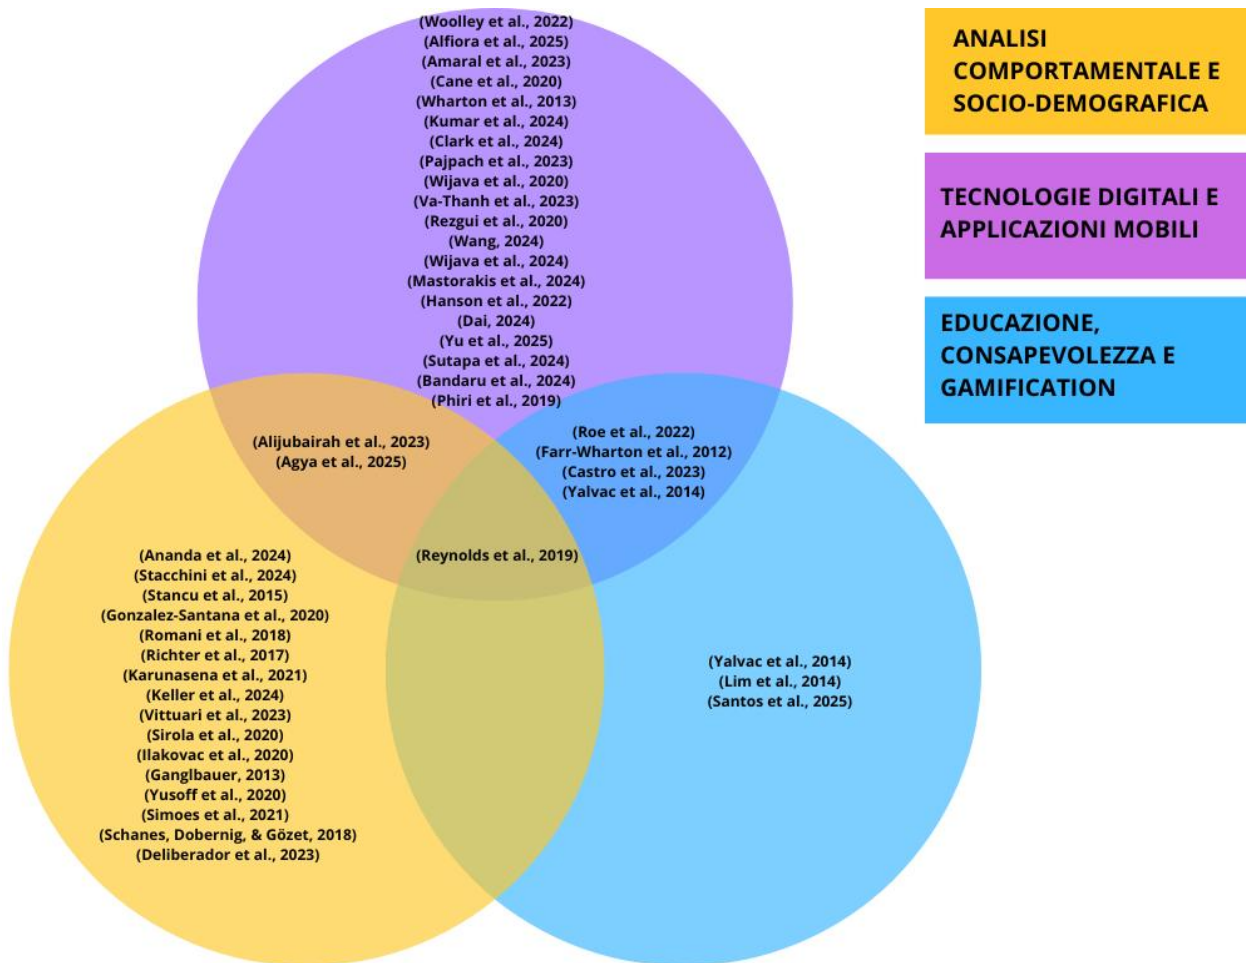 (Woolley et al., 2022)
(Alfiora et al., 2025)
(Amaral et al., 2023)
(Cane et al., 2020)
(Wharton et al., 2013)
(Kumar et al., 2024)
(Clark et al., 2024)
(Pajpach et al., 2023)
(Wijava et al., 2020)
(Va-Thanh et al., 2023)
(Rezgui et al., 2020)
(Wang, 2024)
(Wijava et al., 2024)
(Mastorakis et al., 2024)
(Hanson et al., 2022)
(Dai, 2024)
(Yu et al., 2025)
(Sutapa et al., 2024)
(Bandaru et al., 2024)
(Phiri et al., 2019)
(Alijubairah et al., 2023)
(Agya et al., 2025)
(Roe et al., 2022)
(Farr-Wharton et al., 2012)
(Castro et al., 2023)
(Yalvac et al., 2014)
(Reynolds et al., 2019)
(Ananda et al., 2024)
(Stacchini et al., 2024)
(Stancu et al., 2015)
(Gonzalez-Santana et al., 2020)
(Romani et al., 2018)
(Richter et al., 2017)
(Karunasena et al., 2021)
(Keller et al., 2024)
(Vittuari et al., 2023)
(Sirola et al., 2020)
(Ilakovac et al., 2020)
(Ganglbauer, 2013)
(Yusoff et al., 2020)
(Simoes et al., 2021)
(Schanes, Dobernig, & Gözet, 2018)
(Deliberador et al., 2023)
(Yalvac et al., 2014)
(Lim et al., 2014)
(Santos et al., 2025)
ANALISI
COMPORTAMENTALE E
SOCIO-DEMOGRAFICA
TECNOLOGIE DIGITALI E
APPLICAZIONI MOBILI
EDUCAZIONE,
CONSAPEVOLEZZA E
GAMIFICATION